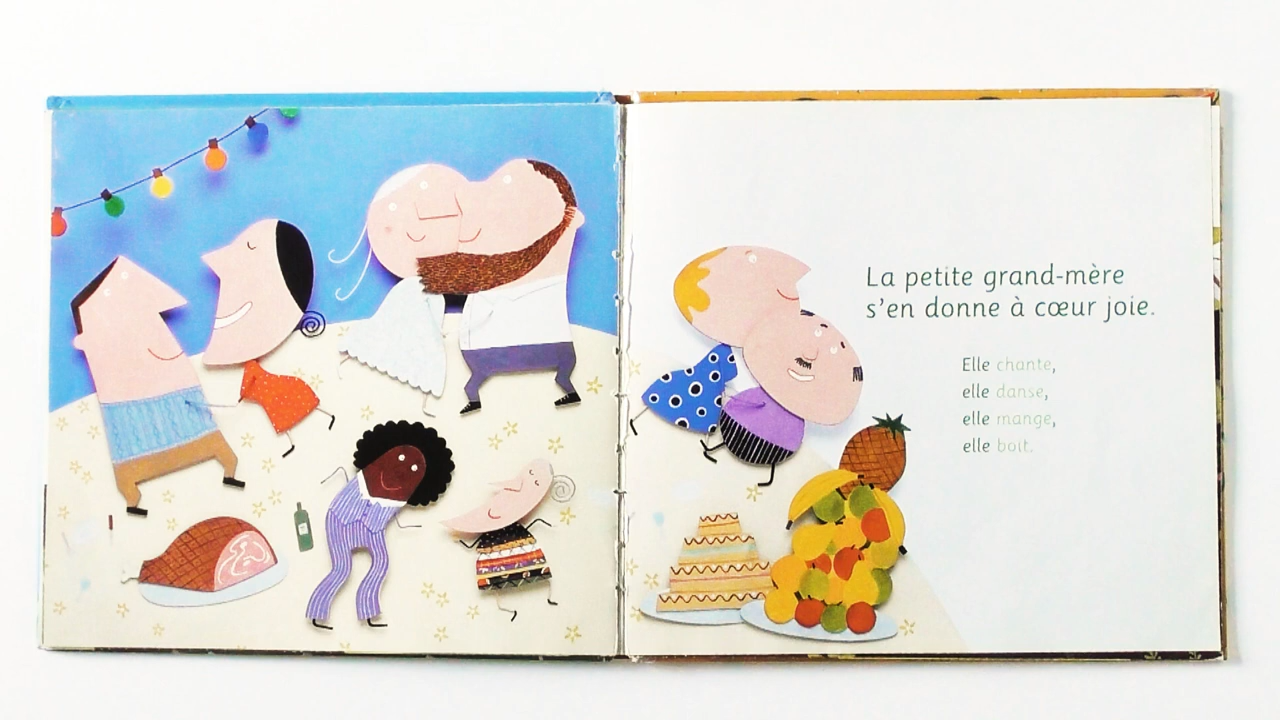 La petite grand-mère
s'en donne à cœur joie.
Elle chante,
elle danse,
elle mange,
elle boit.